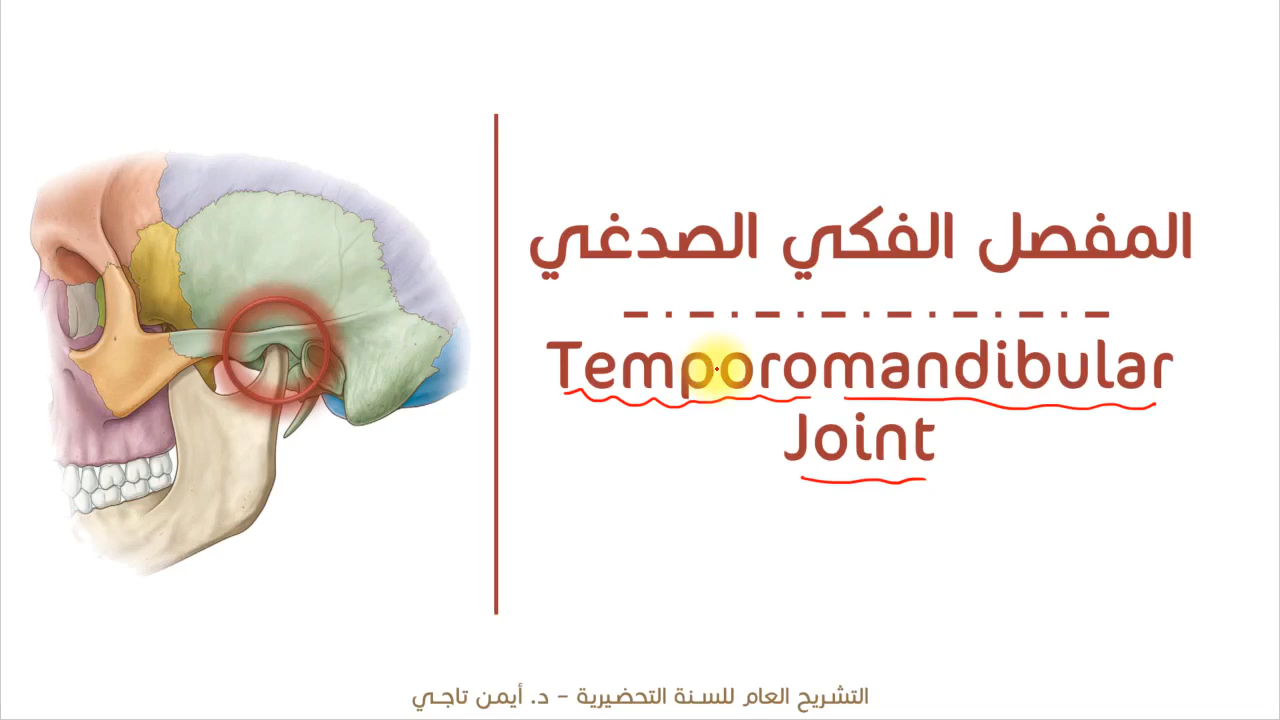 المفصل الفكي الصدغي
Temporomandibular
Joint
التشريح العام للسنة التحضيرية - د. أيمن تاجي